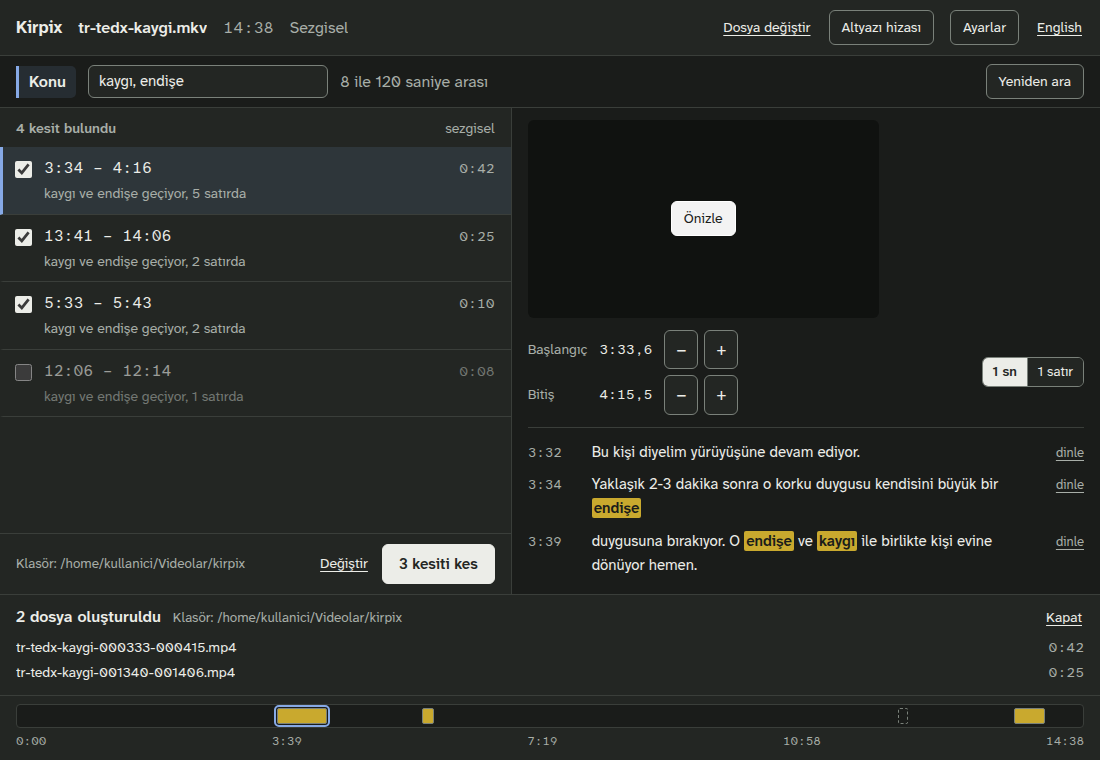 Kirpix tr-tedx-kaygi.mkv 14:38 Sezgisel Dosya değiştir Altyazı hizası Ayarlar English
Konu kaygı, endişe 8 ile 120 saniye arası Yeniden ara
4 kesit bulundu sezgisel
3:34 – 4:16 0:42
kaygı ve endişe geçiyor, 5 satırda
13:41 – 14:06 0:25
kaygı ve endişe geçiyor, 2 satırda
5:33 – 5:43 0:10
kaygı ve endişe geçiyor, 2 satırda
12:06 – 12:14 0:08
kaygı ve endişe geçiyor, 1 satırda
Klasör: /home/kullanici/Videolar/kirpix Değiştir 3 kesiti kes
Önizle
Başlangıç 3:33,6 – +
Bitiş 4:15,5 – +
1 sn 1 satır
3:32 Bu kişi diyelim yürüyüşüne devam ediyor. dinle
3:34 Yaklaşık 2-3 dakika sonra o korku duygusu kendisini büyük bir dinle
endişe
3:39 duygusuna bırakıyor. O endişe ve kaygı ile birlikte kişi evine dinle
dönüyor hemen.
2 dosya oluşturuldu Klasör: /home/kullanici/Videolar/kirpix Kapat
tr-tedx-kaygi-000333-000415.mp4 0:42
tr-tedx-kaygi-001340-001406.mp4 0:25
0:00 3:39 7:19 10:58 14:38